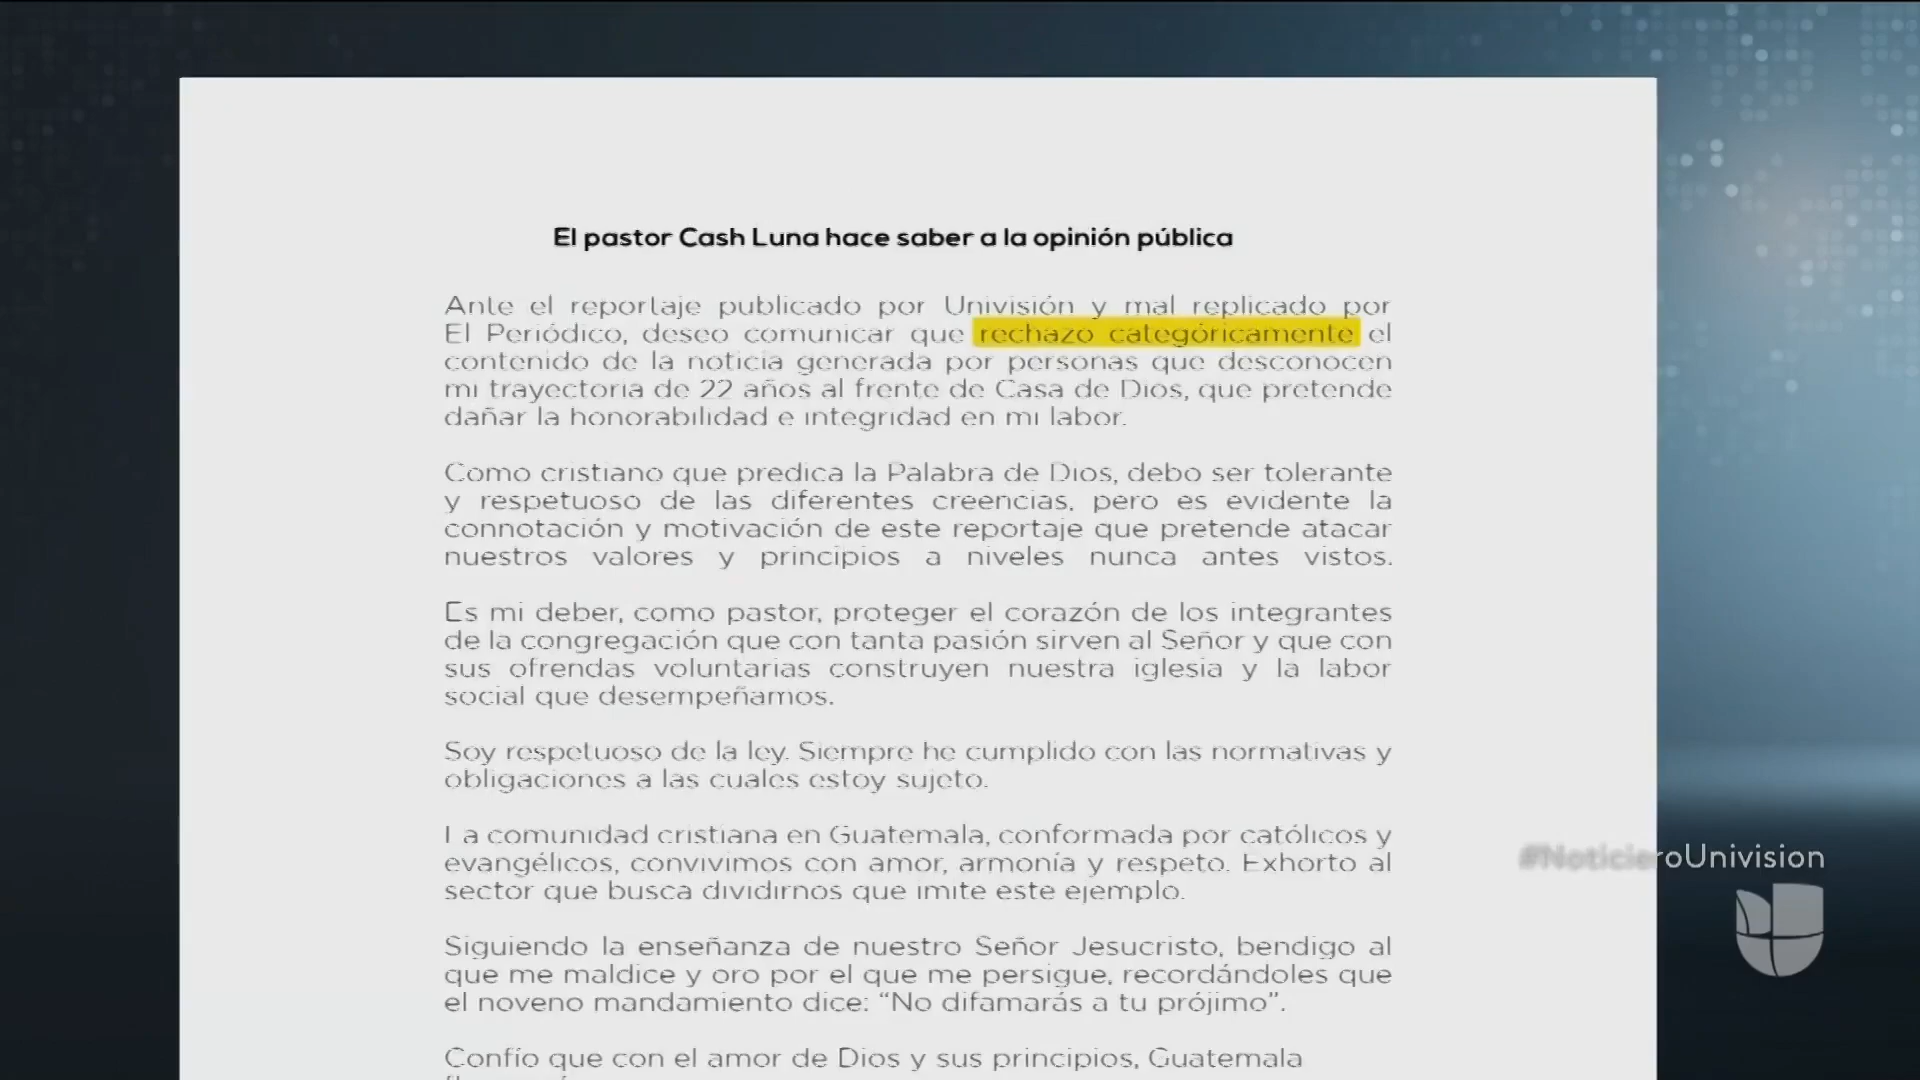 El pastor Cash Luna hace saber a la opinión pública
Ante el reportaje publicado por Univisión y mal replicado por
El Periódico, deseo comunicar que rechazo categóricamente el
contenido de la noticia generada por personas que desconocen
mi trayectoria de 22 años al frente de Casa de Dios, que pretende
dañar la honorabilidad e integridad en mi labor.
Como cristiano que predica la Palabra de Dios, debo ser tolerante
y respetuoso de las diferentes creencias, pero es evidente la
connotación y motivación de este reportaje que pretende atacar
nuestros valores y principios a niveles nunca antes vistos.
Es mi deber, como pastor, proteger el corazón de los integrantes
de la congregación que con tanta pasión sirven al Señor y que con
sus ofrendas voluntarias construyen nuestra iglesia y la labor
social que desempeñamos.
Soy respetuoso de la ley. Siempre he cumplido con las normativas y
obligaciones a las cuales estoy sujeto.
La comunidad cristiana en Guatemala, conformada por católicos y
evangélicos, convivimos con amor, armonía y respeto. Exhorto al
sector que busca dividirnos que imite este ejemplo.
Siguiendo la enseñanza de nuestro Señor Jesucristo, bendigo al
que me maldice y oro por el que me persigue, recordándoles que
el noveno mandamiento dice: “No difamarás a tu prójimo”.
Confío que con el amor de Dios y sus principios, Guatemala
#NoticieroUnivision